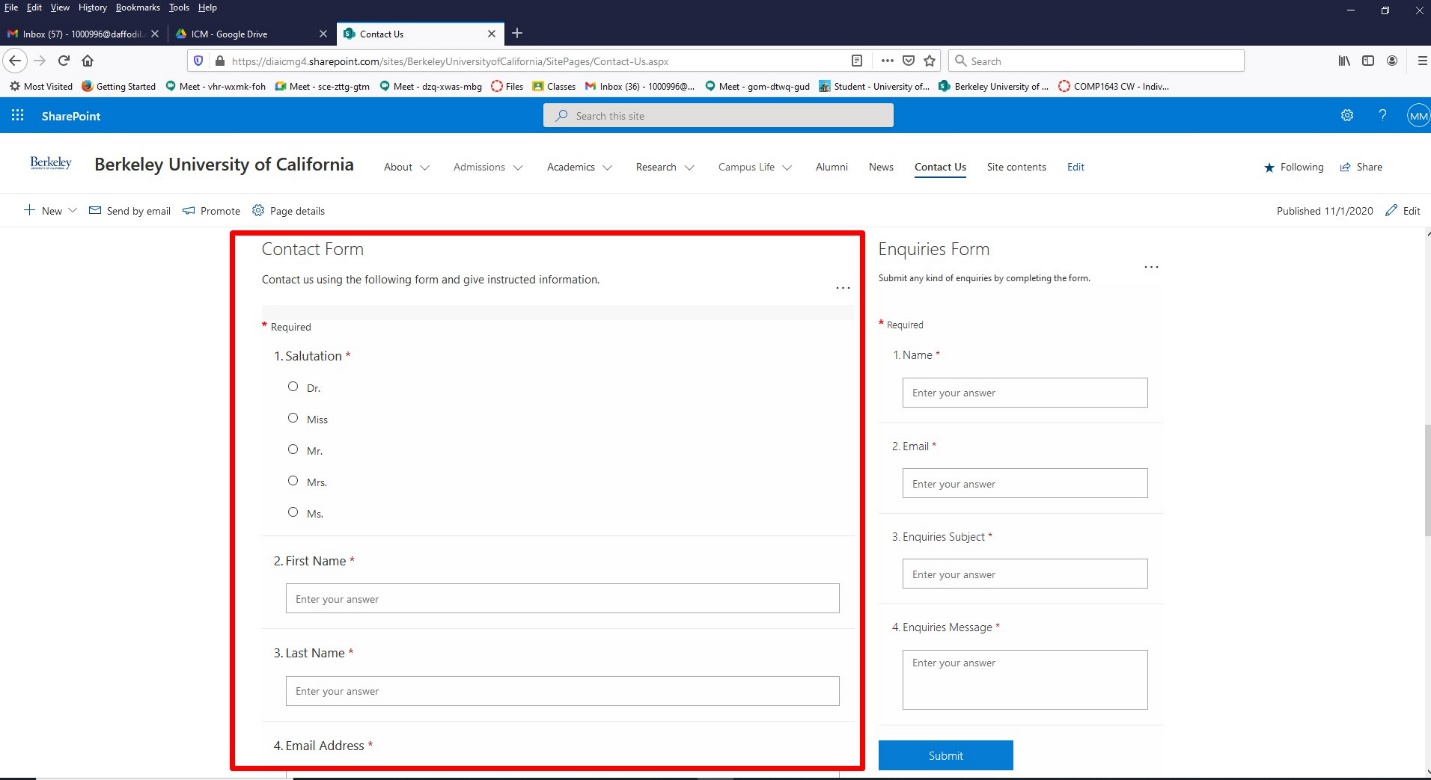 File Edit View History Bookmarks Tools Help
Inbox (57) - 1000996@daffodil.
ICM - Google Drive
Contact Us
https://diaicmg4.sharepoint.com/sites/BerkeleyUniversityofCalifornia/SitePages/Contact-Us.aspx
Search
Most Visited Getting Started Meet - vhr-wxmk-foh Meet - sce-zttg-gtm Meet - dzq-xwas-mbg Files Classes Inbox (36) - 1000996@... Meet - gom-dtwq-gud Student - University of... Berkeley University of ... COMP1643 CW - Indiv...
SharePoint
Search this site
? MM
Berkeley
Berkeley University of California
About Admissions Academics Research Campus Life Alumni News Contact Us Site contents Edit
Following Share
New Send by email Promote Page details
Published 11/1/2020 Edit
Contact Form
Contact us using the following form and give instructed information.
...
* Required
1. Salutation *
Dr.
Miss
Mr.
Mrs.
Ms.
2. First Name *
Enter your answer
3. Last Name *
Enter your answer
4. Email Address *
Enquiries Form
Submit any kind of enquiries by completing the form.
...
* Required
1. Name *
Enter your answer
2. Email *
Enter your answer
3. Enquiries Subject *
Enter your answer
4. Enquiries Message *
Enter your answer
Submit